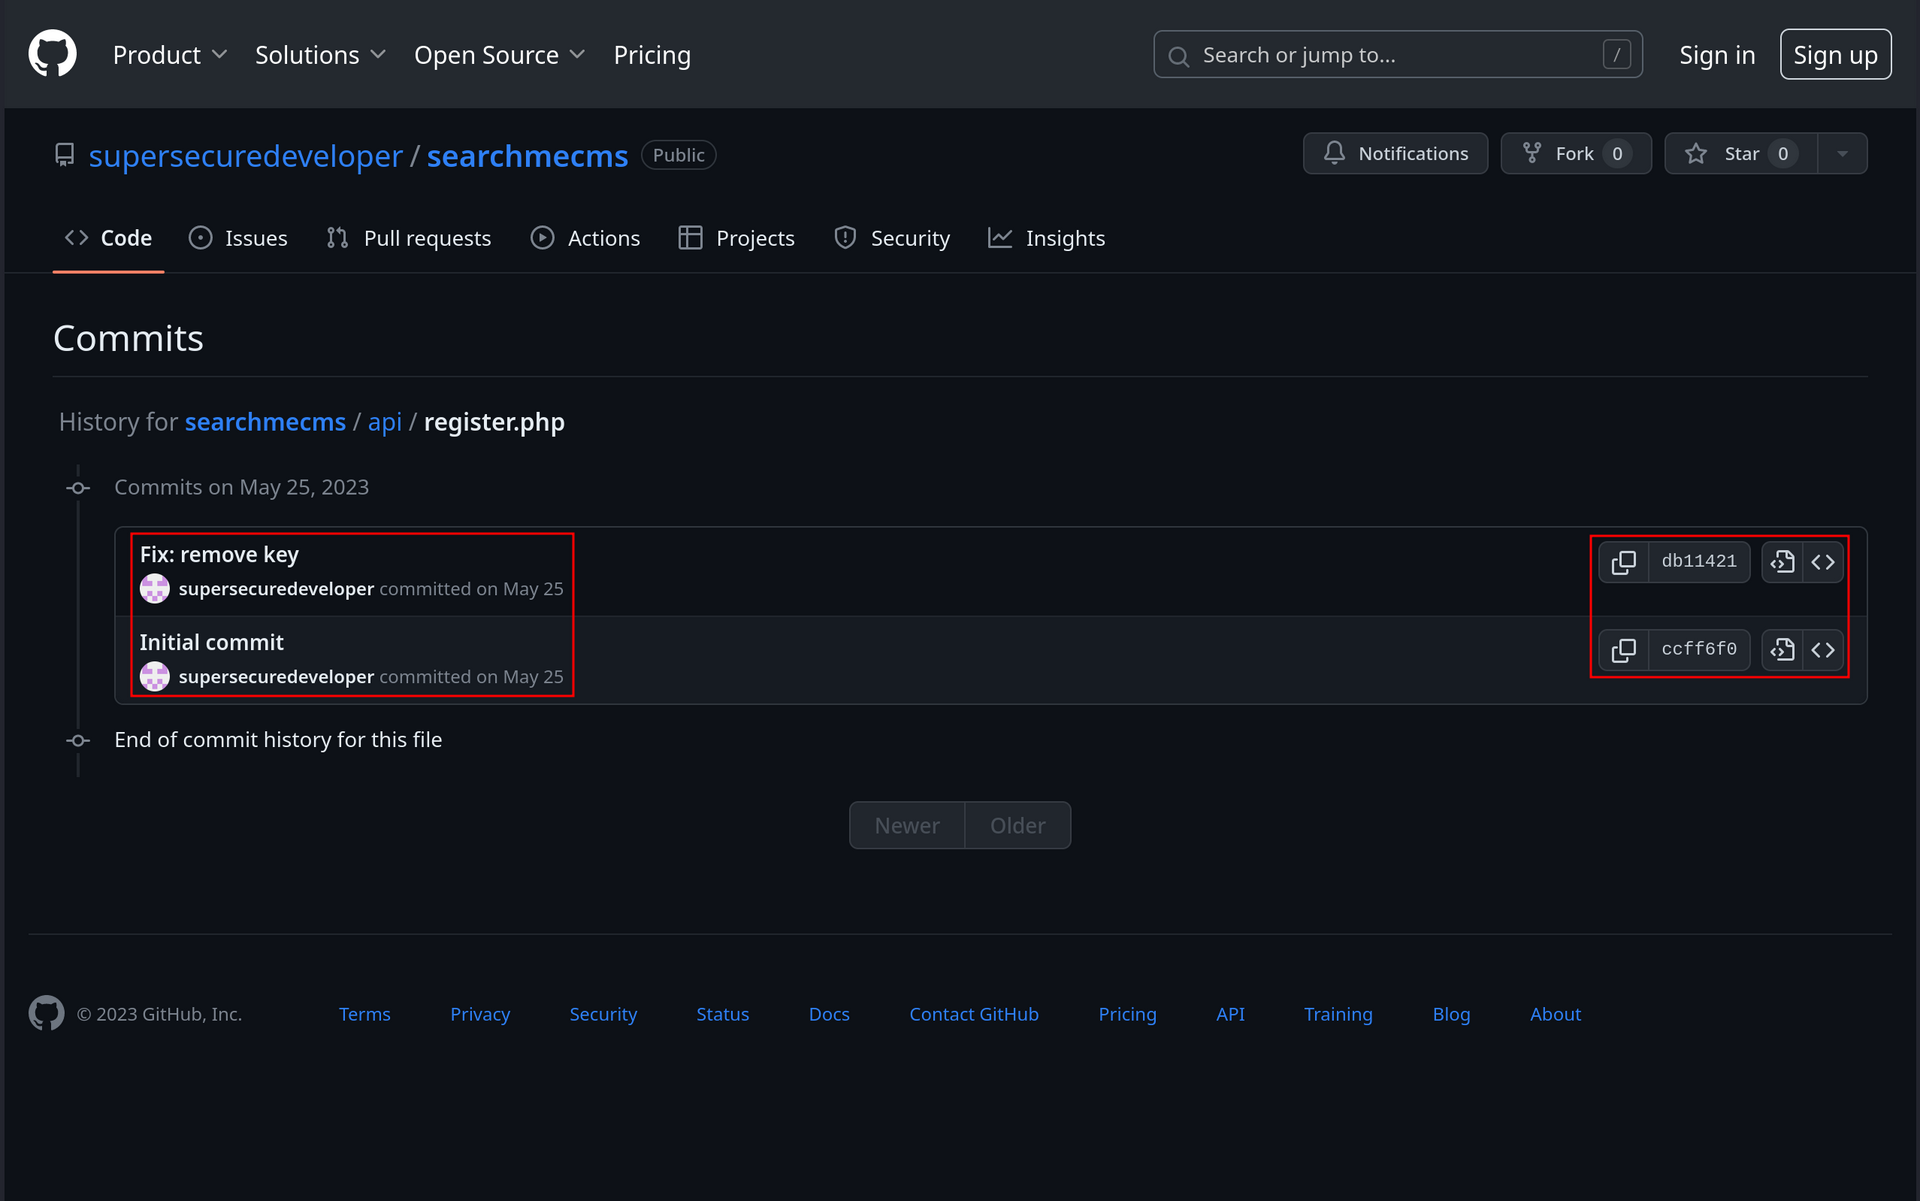 Product Solutions Open Source Pricing Search or jump to... / Sign in Sign up
supersecuredeveloper / searchmecms Public Notifications Fork 0 Star 0
Code Issues Pull requests Actions Projects Security Insights
Commits
History for searchmecms / api / register.php
Commits on May 25, 2023
Fix: remove key
supersecuredeveloper committed on May 25
db11421
Initial commit
supersecuredeveloper committed on May 25
ccff6f0
End of commit history for this file
Newer Older
© 2023 GitHub, Inc. Terms Privacy Security Status Docs Contact GitHub Pricing API Training Blog About